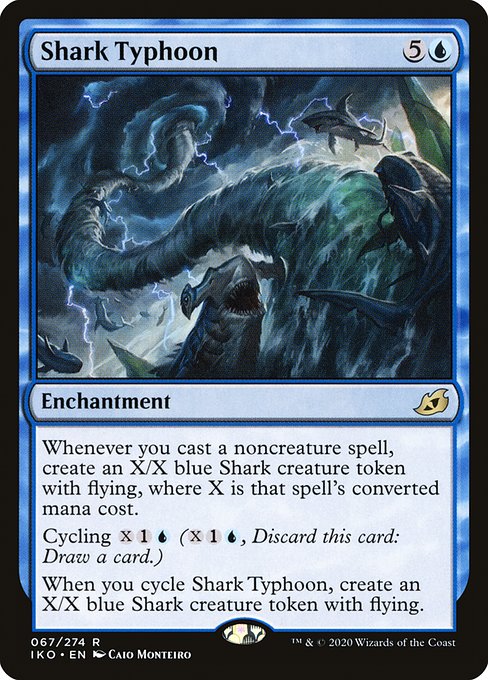 Shark Typhoon 5
Enchantment
Whenever you cast a noncreature spell,
create an X/X blue Shark creature token
with flying, where X is that spell's converted
mana cost.
Cycling X 1 (X 1 , Discard this card:
Draw a card.)
When you cycle Shark Typhoon, create an
X/X blue Shark creature token with flying.
067/274 R
IKO • EN Caio Monteiro
™ & © 2020 Wizards of the Coast